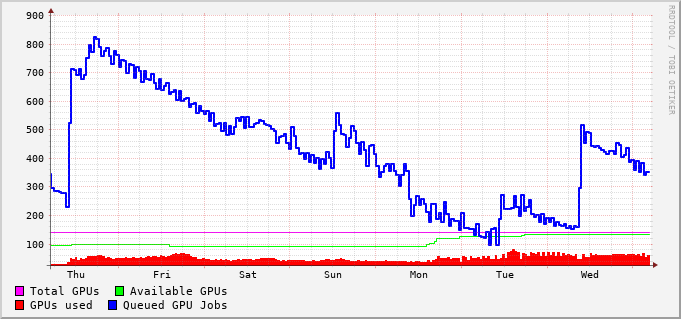 900
800
700
600
500
400
300
200
100
Thu Fri Sat Sun Mon Tue Wed
Total GPUs Available GPUs
GPUs used Queued GPU Jobs
RRDTOOL / TOBI OETIKER